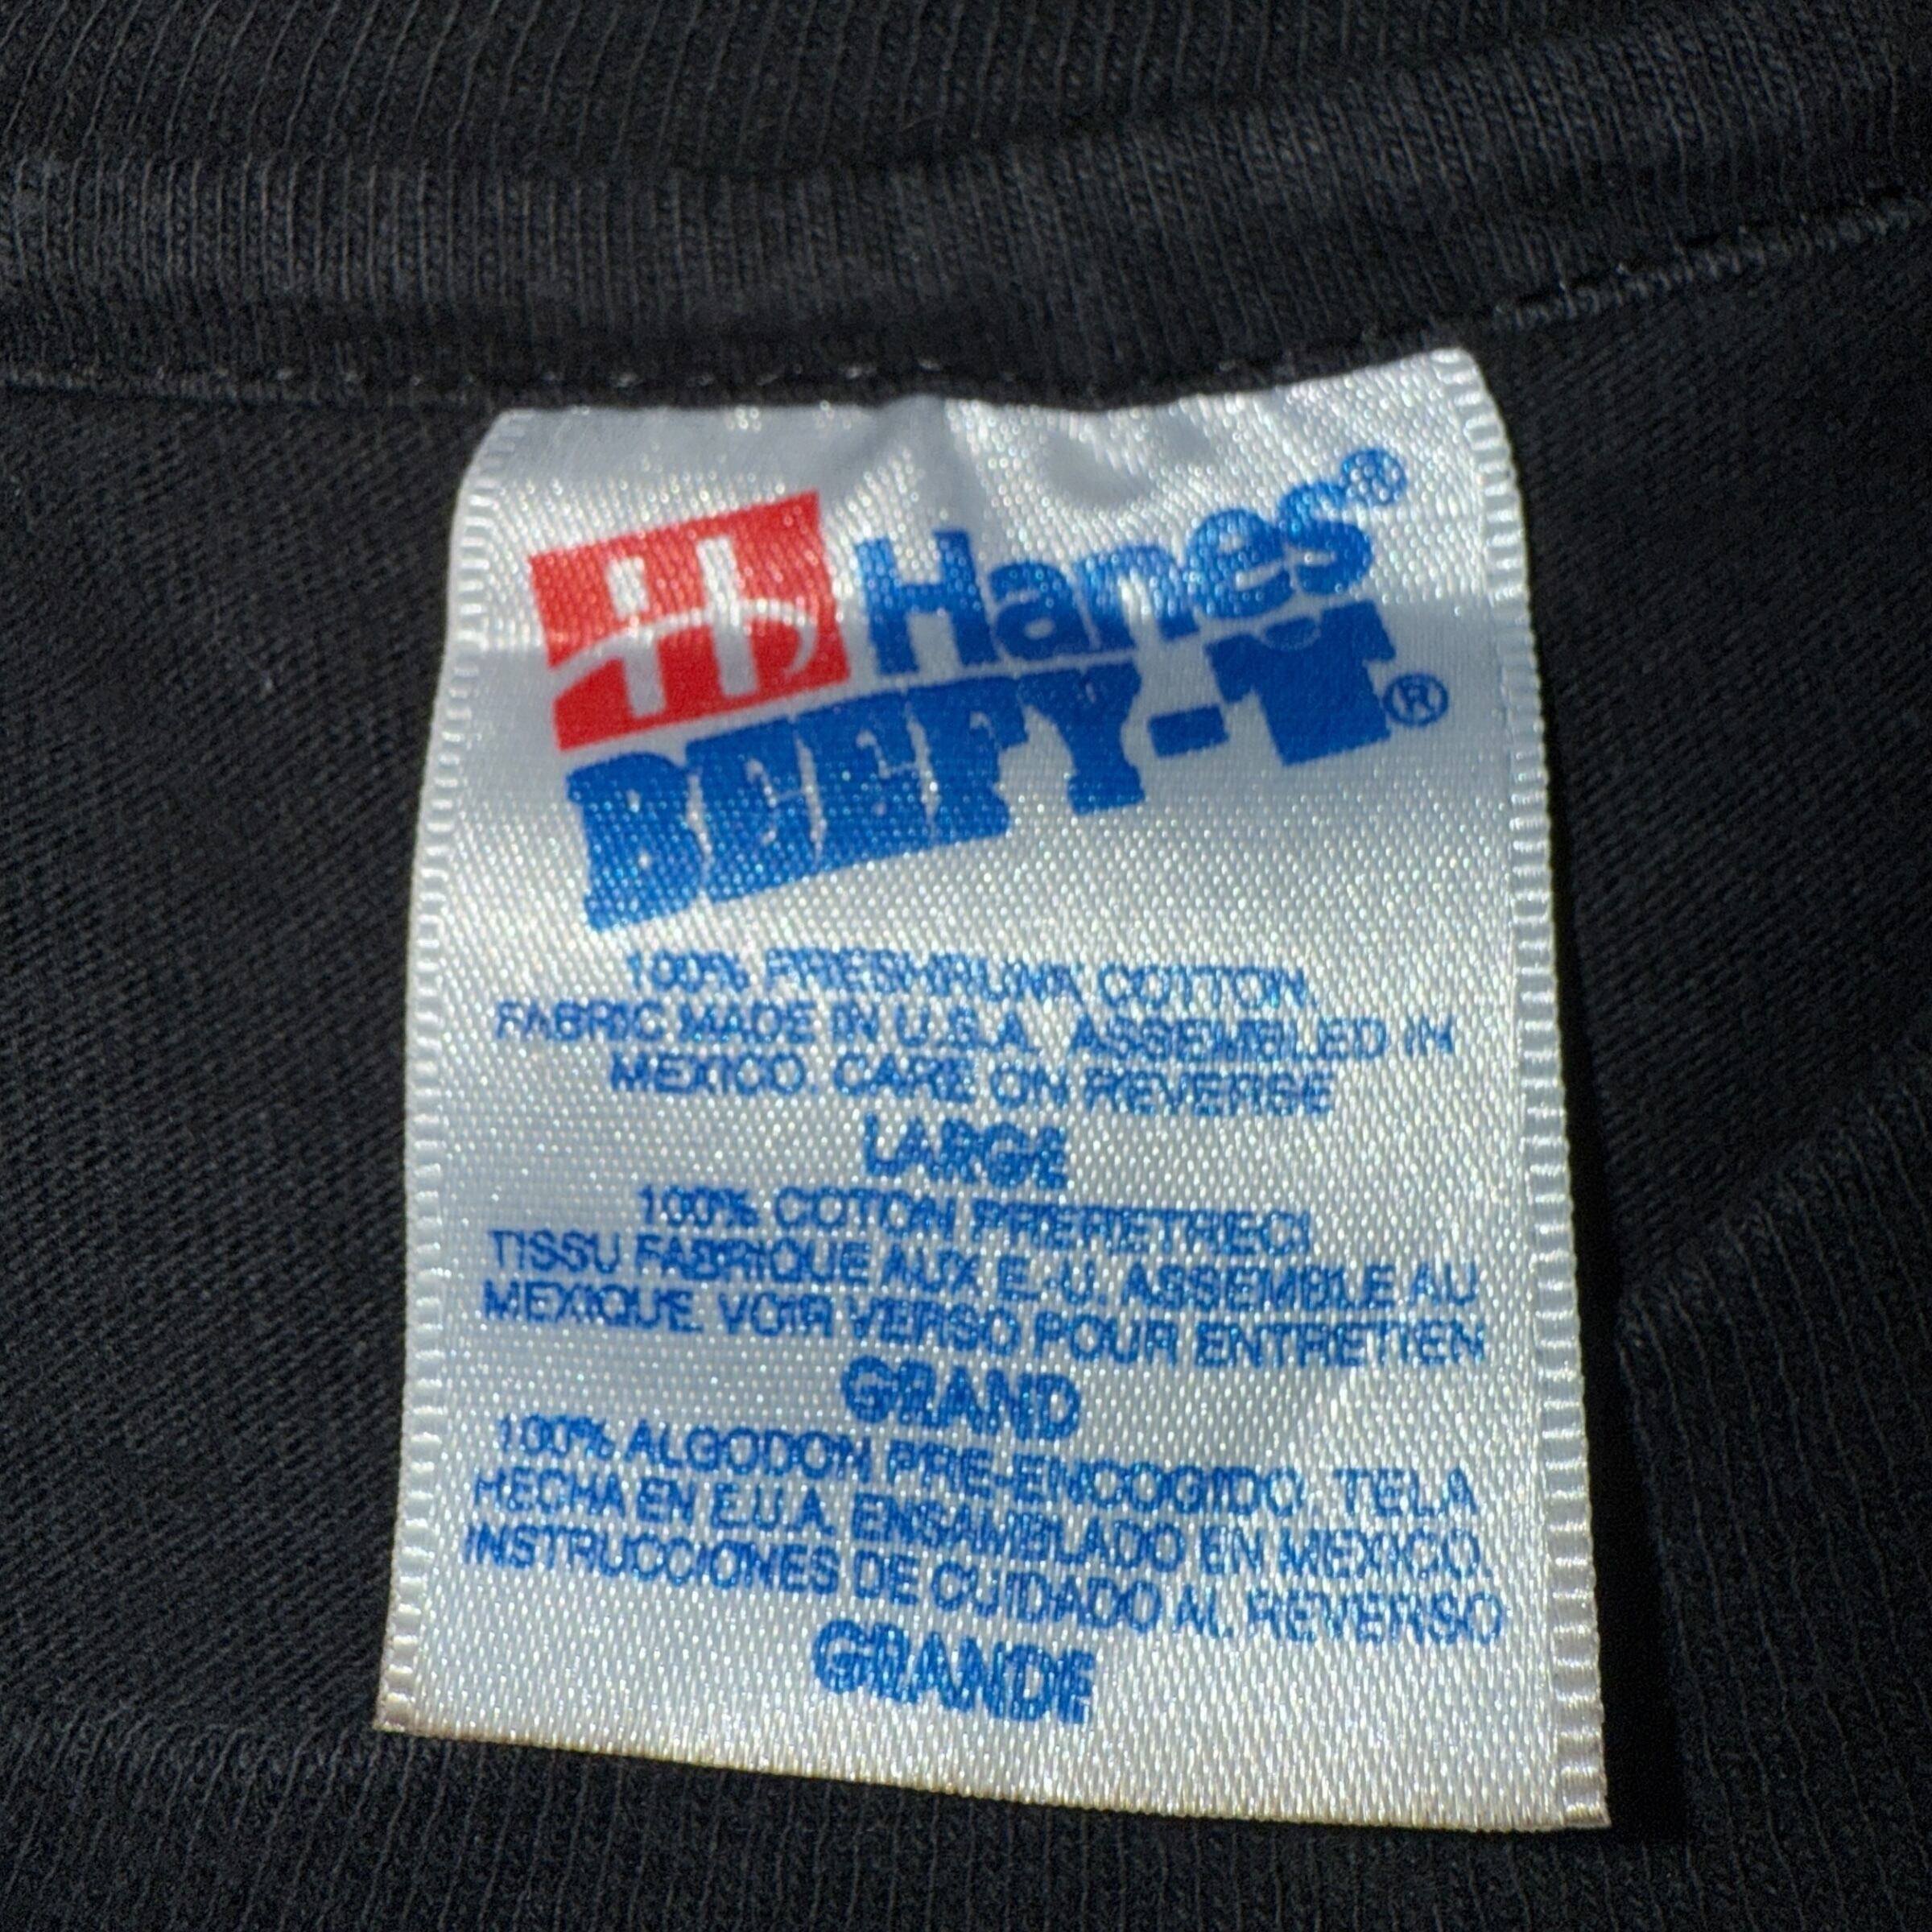 H Hanes®
BEEFY-T®
100% PRESHRUNK COTTON
FABRIC MADE IN U.S.A. ASSEMBLED IN
MEXICO. CARE ON REVERSE
LARGE
100% COTON PRERETRECI
TISSU FABRIQUE AUX E.-U. ASSEMBLE AU
MEXIQUE. VOIR VERSO POUR ENTRETIEN
GRAND
100% ALGODON PRE-ENCOGIDO. TELA
HECHA EN E.U.A. ENSAMBLADO EN MEXICO.
INSTRUCCIONES DE CUIDADO AL REVERSO
GRANDE